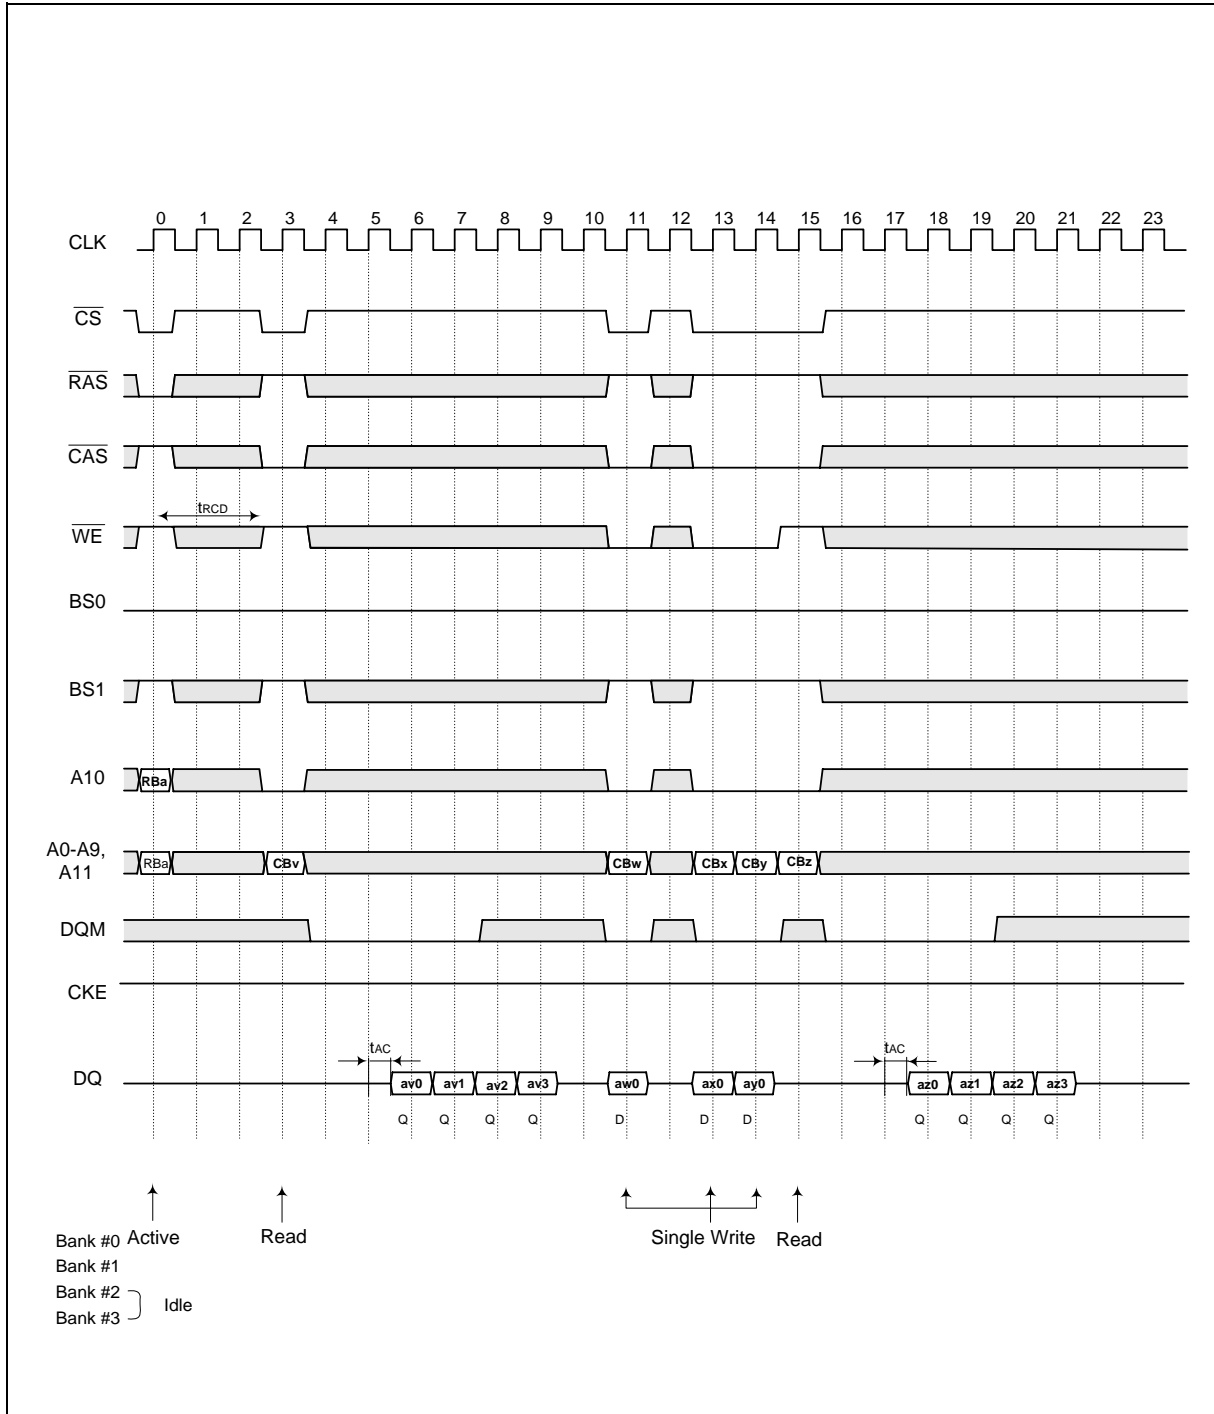 0 1 2 3 4 5 6 7 8 9 10 11 12 13 14 15 16 17 18 19 20 21 22 23
CLK
CS
RAS
CAS
tRCD
WE
BS0
BS1
A10 RBa
A0-A9,
A11
RBa CBv CBw CBx CBy CBz
DQM
CKE
tAC tAC
DQ av0 av1 av2 av3 aw0 ax0 ay0 az0 az1 az2 az3
Q Q Q Q D D D Q Q Q Q
Bank #0 Active Read Single Write Read
Bank #1
Bank #2
Idle
Bank #3